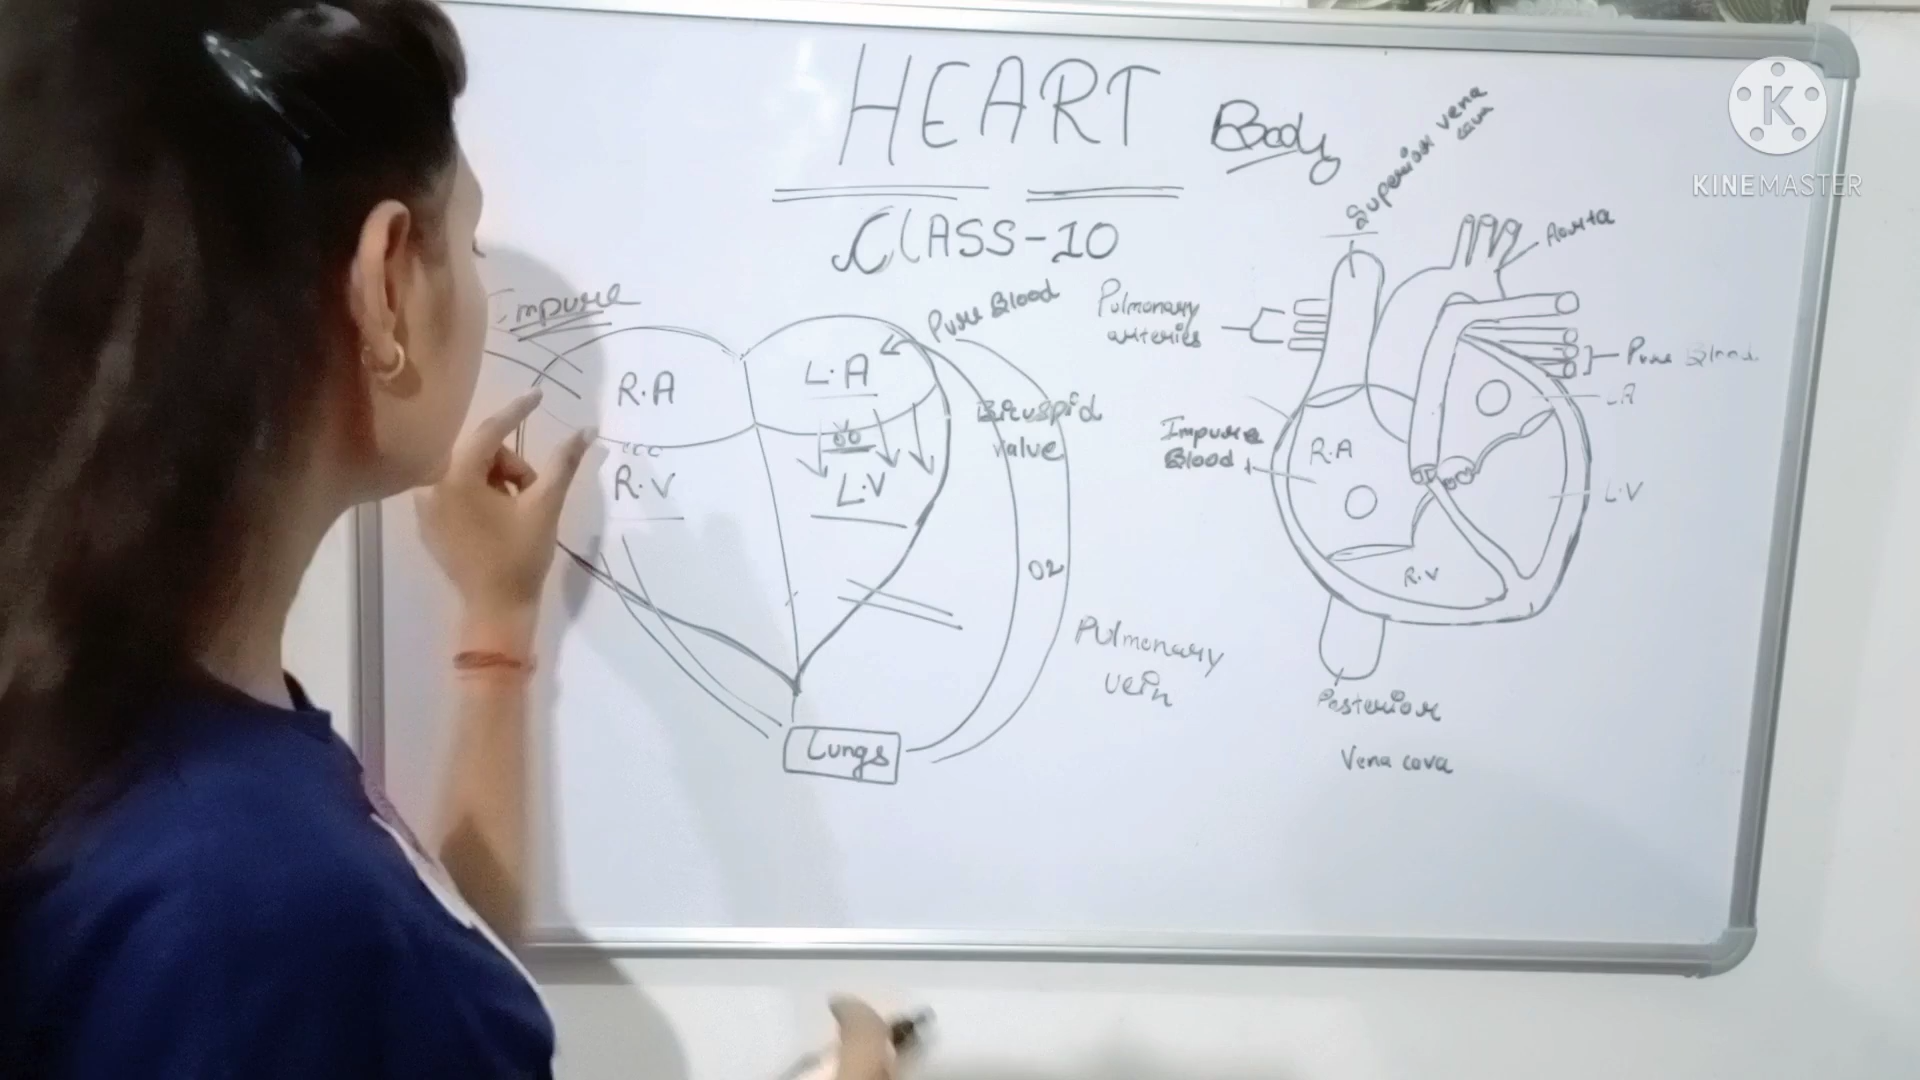 HEART
CLASS-10
Body
Superior vena
cava
Aorta
KINEMASTER
Impure
Pure Blood
R.A
L.A
R.V
L.V
Bicuspid
valve
O2
Pulmonary
vein
Lungs
Pulmonary
arteries
Pure Blood
Impure
Blood
R.A
L.V
R.V
Posterior
Vena cava